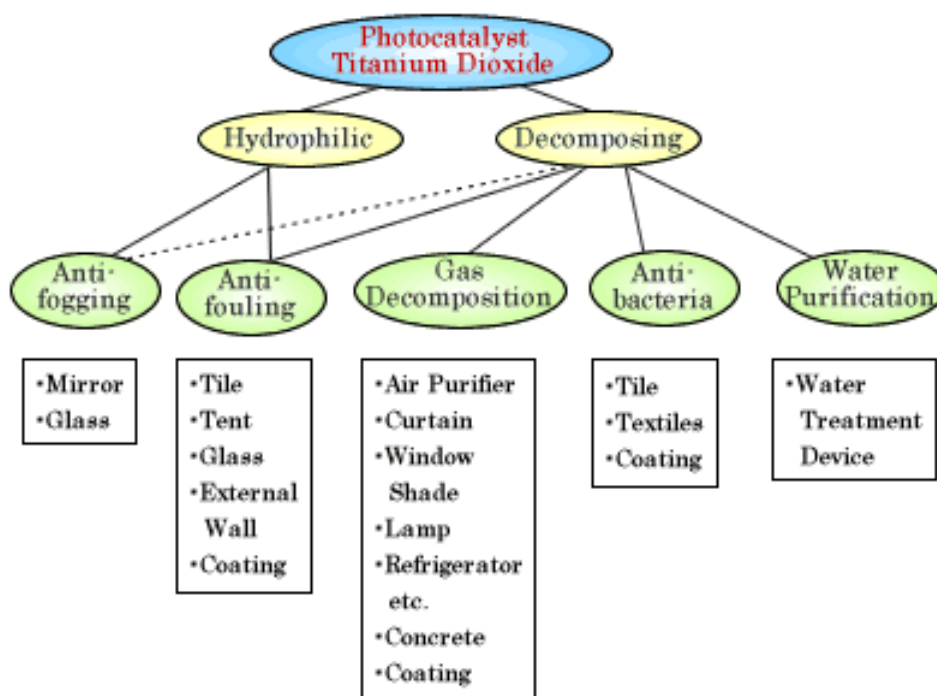 Photocatalyst
Titanium Dioxide
Hydrophilic
Decomposing
Anti-
fogging
Anti-
fouling
Gas
Decomposition
Anti-
bacteria
Water
Purification
·Mirror
·Glass
·Tile
·Tent
·Glass
·External
Wall
·Coating
·Air Purifier
·Curtain
·Window
Shade
·Lamp
·Refrigerator
etc.
·Concrete
·Coating
·Tile
·Textiles
·Coating
·Water
Treatment
Device